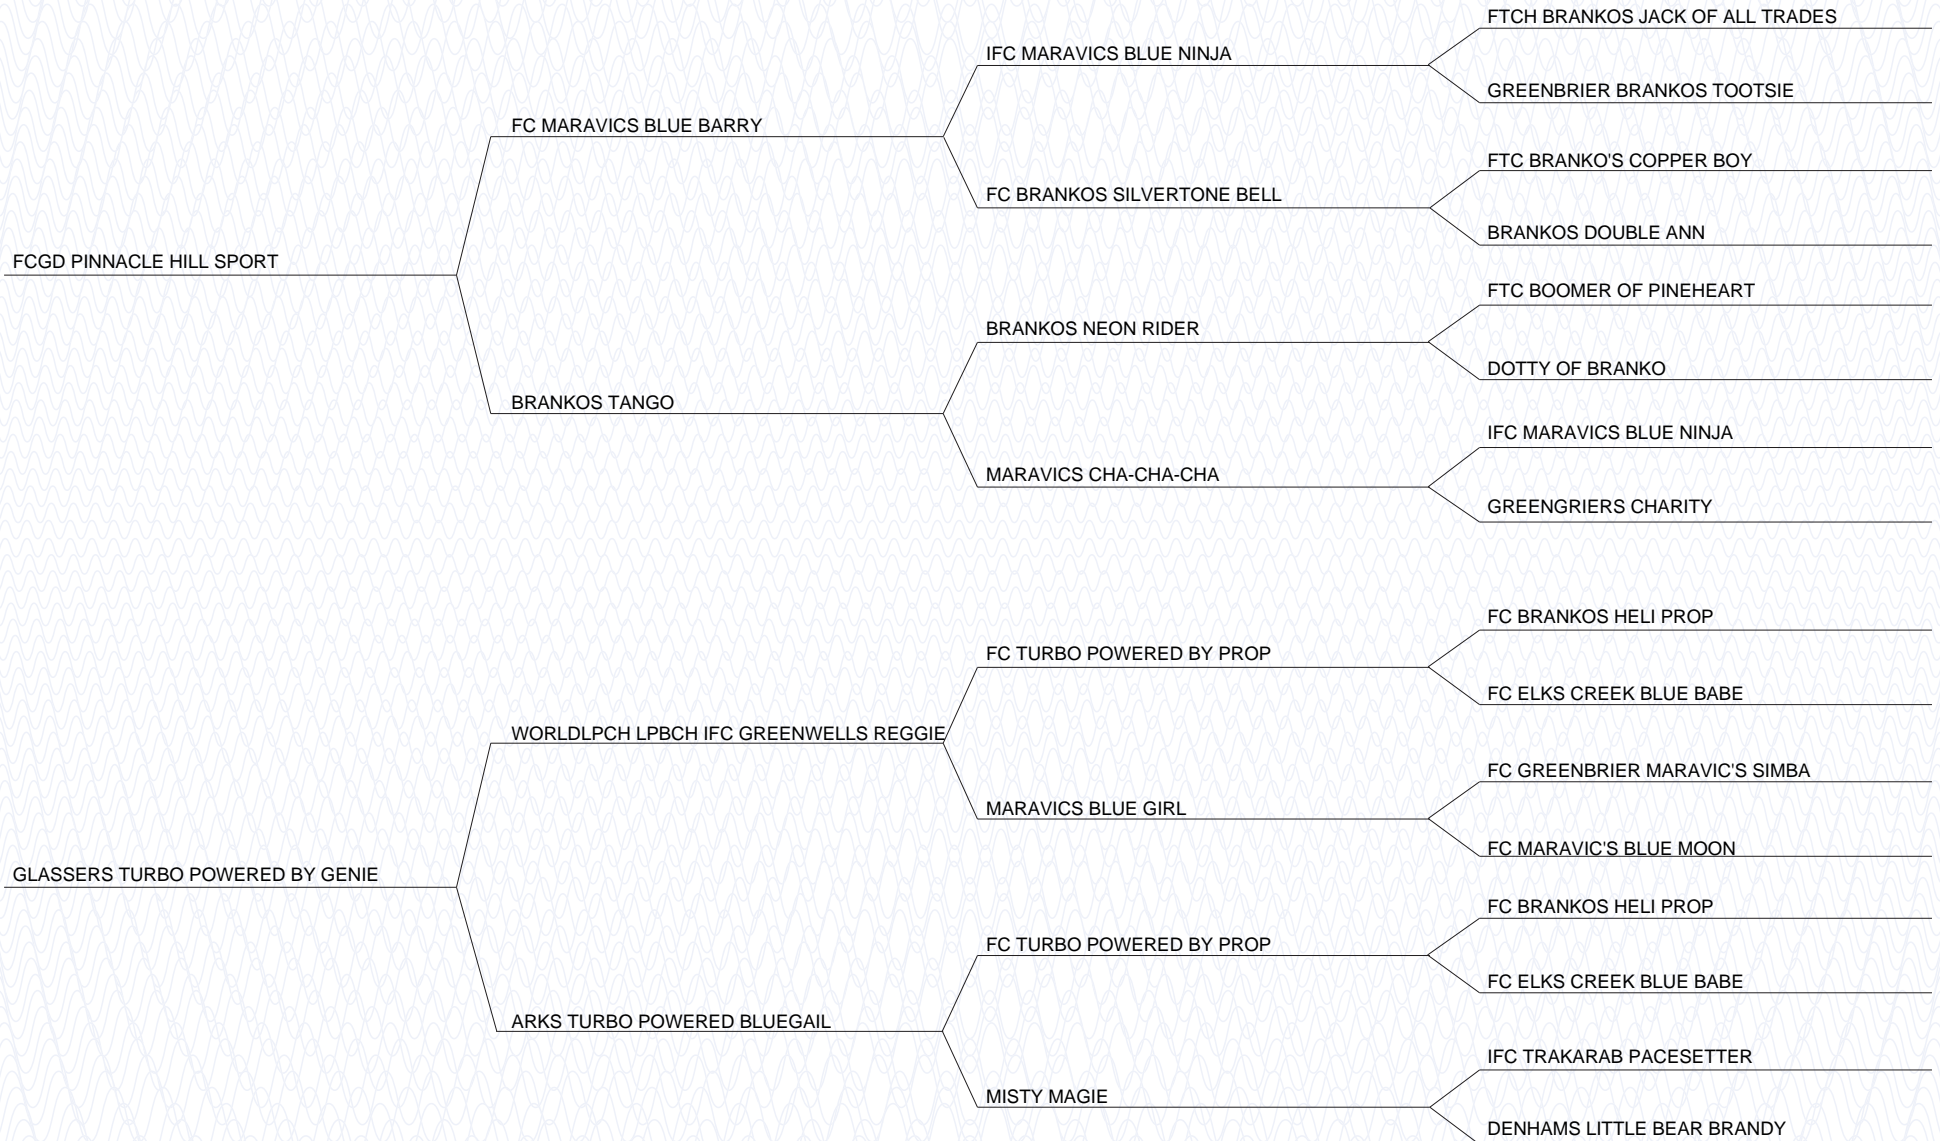 FTCH BRANKOS JACK OF ALL TRADES
IFC MARAVICS BLUE NINJA
GREENBRIER BRANKOS TOOTSIE
FC MARAVICS BLUE BARRY
FTC BRANKO'S COPPER BOY
FC BRANKOS SILVERTONE BELL
BRANKOS DOUBLE ANN
FCGD PINNACLE HILL SPORT
FTC BOOMER OF PINEHEART
BRANKOS NEON RIDER
DOTTY OF BRANKO
BRANKOS TANGO
IFC MARAVICS BLUE NINJA
MARAVICS CHA-CHA-CHA
GREENGRIERS CHARITY
FC BRANKOS HELI PROP
FC TURBO POWERED BY PROP
FC ELKS CREEK BLUE BABE
WORLDLPCH LPBCH IFC GREENWELLS REGGIE
FC GREENBRIER MARAVIC'S SIMBA
MARAVICS BLUE GIRL
FC MARAVIC'S BLUE MOON
GLASSERS TURBO POWERED BY GENIE
FC BRANKOS HELI PROP
FC TURBO POWERED BY PROP
FC ELKS CREEK BLUE BABE
ARKS TURBO POWERED BLUEGAIL
IFC TRAKARAB PACESETTER
MISTY MAGIE
DENHAMS LITTLE BEAR BRANDY